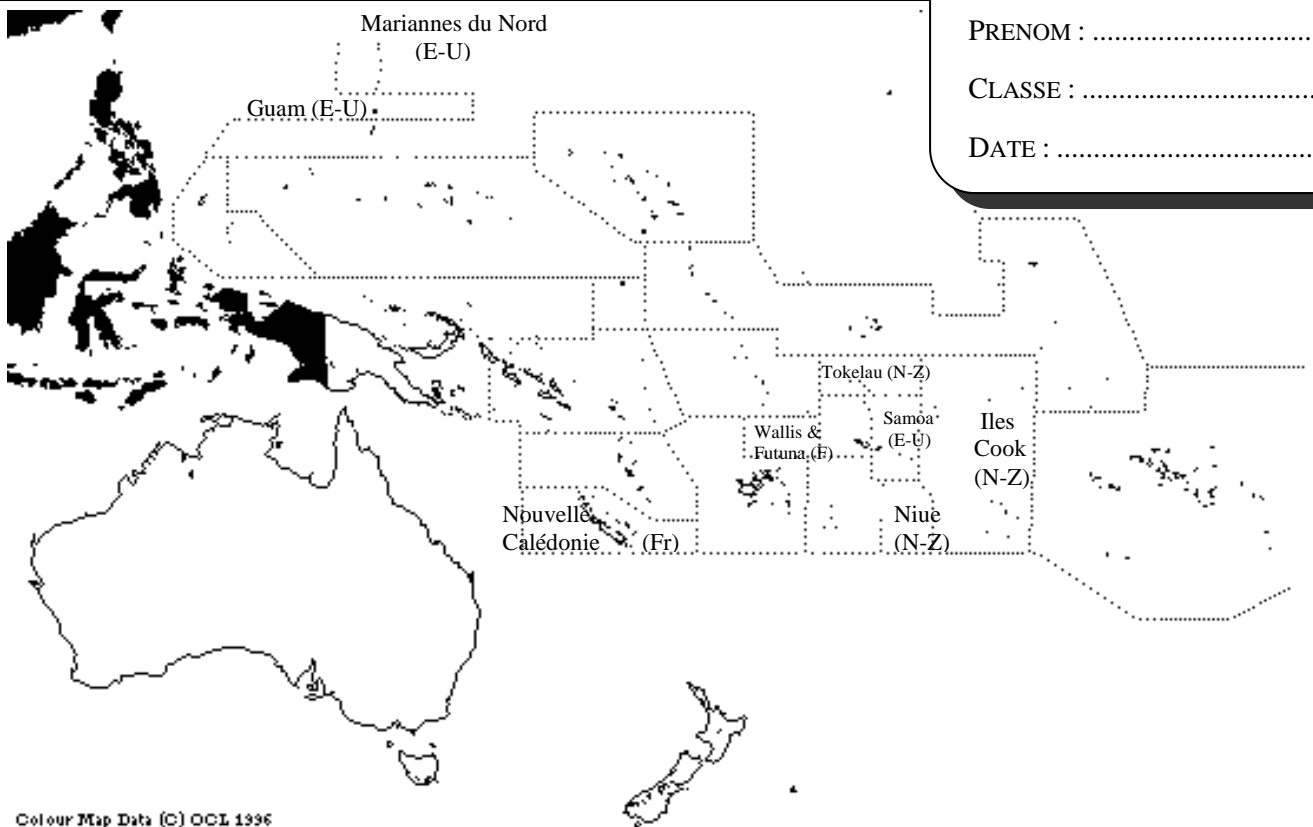 PRENOM : ..............................
CLASSE : ................................
DATE : ....................................
Mariannes du Nord
(E-U)
Guam (E-U)
Tokelau (N-Z)
Wallis &
Futuna (F)
Samoa
(E-U)
Iles
Cook
(N-Z)
Nouvelle
Calédonie (Fr)
Niue
(N-Z)
Colour Map Data (C) OCL 1996